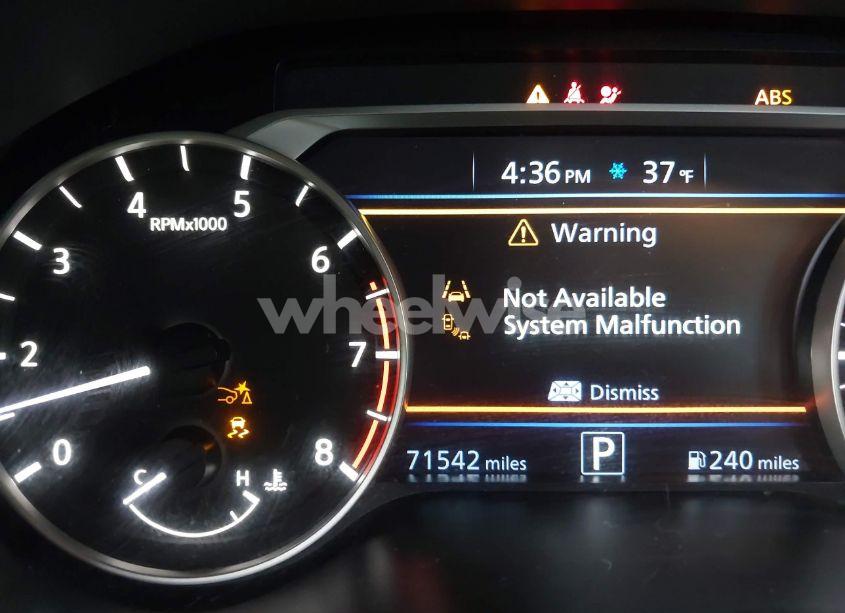 ABS
4:36 PM 37°F
Warning
Not Available
System Malfunction
Dismiss
71542 miles P 240 miles
4 5
RPMx1000
3 6
2 7
0 8
C H
wheelwise